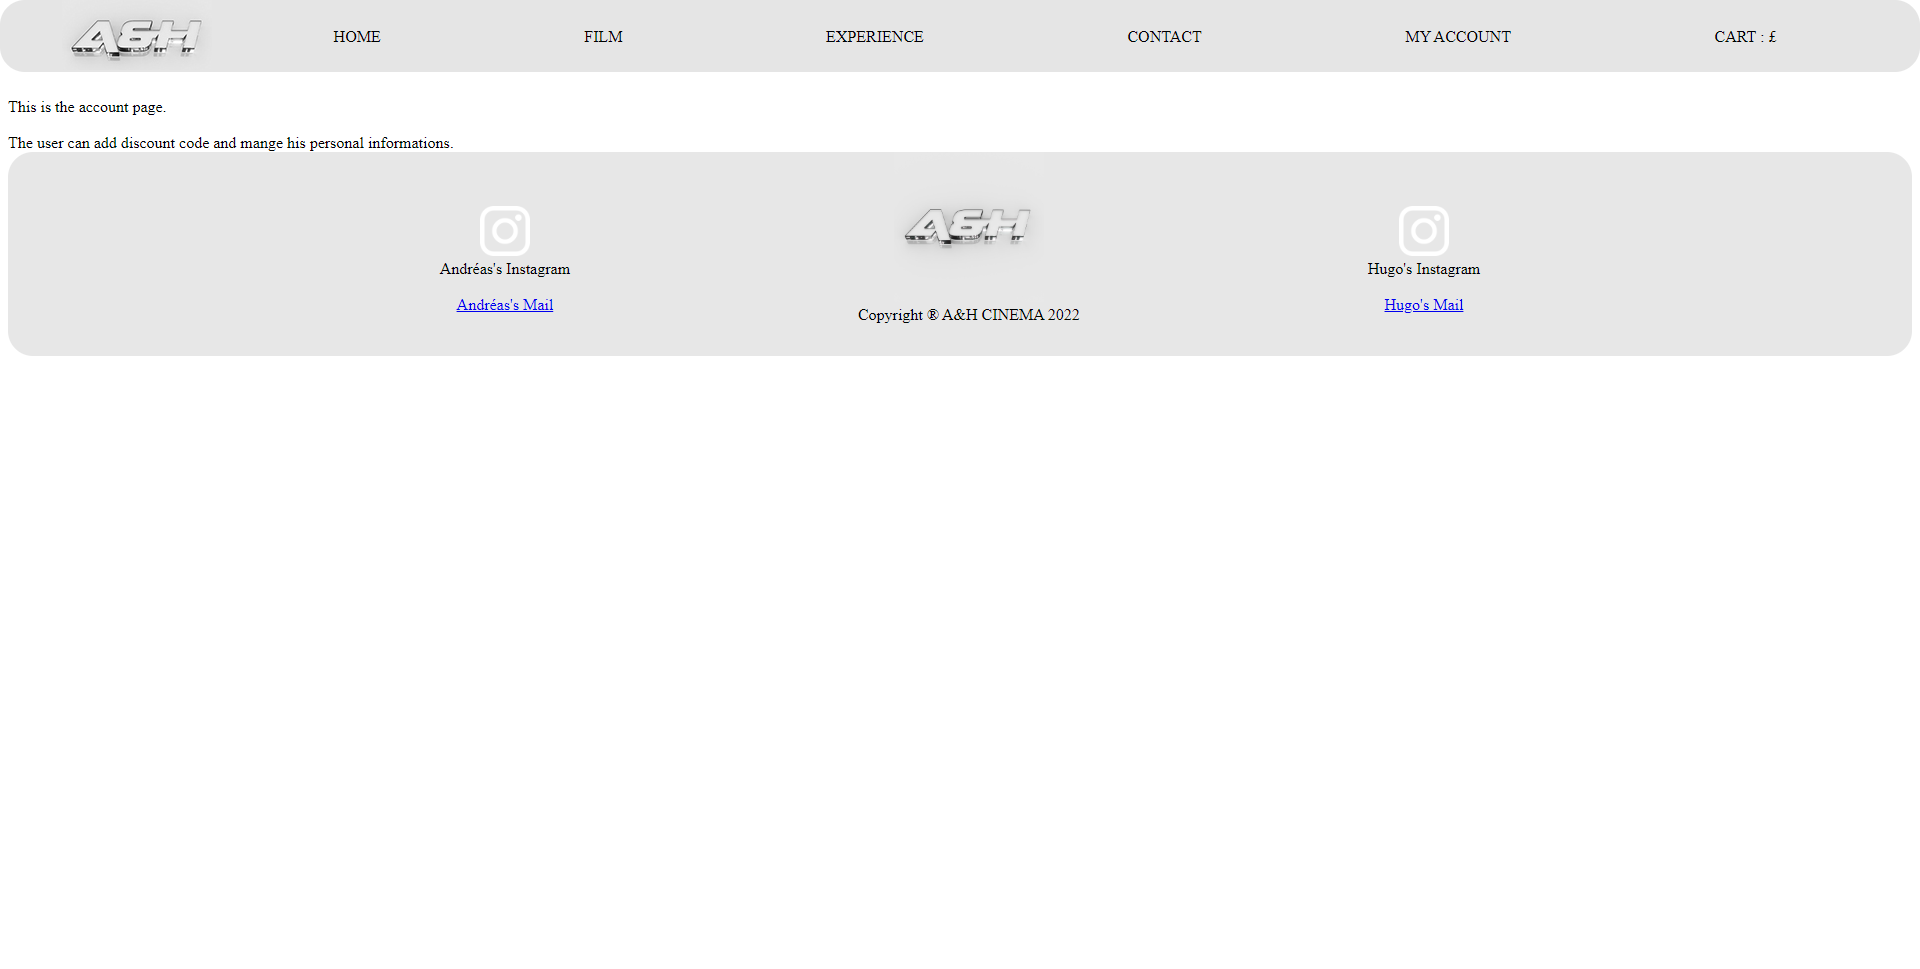 A&H HOME FILM EXPERIENCE CONTACT MY ACCOUNT CART : £
This is the account page.
The user can add discount code and mange his personal informations.
A&H
Andréas's Instagram Hugo's Instagram
Andréas's Mail Hugo's Mail
Copyright ® A&H CINEMA 2022